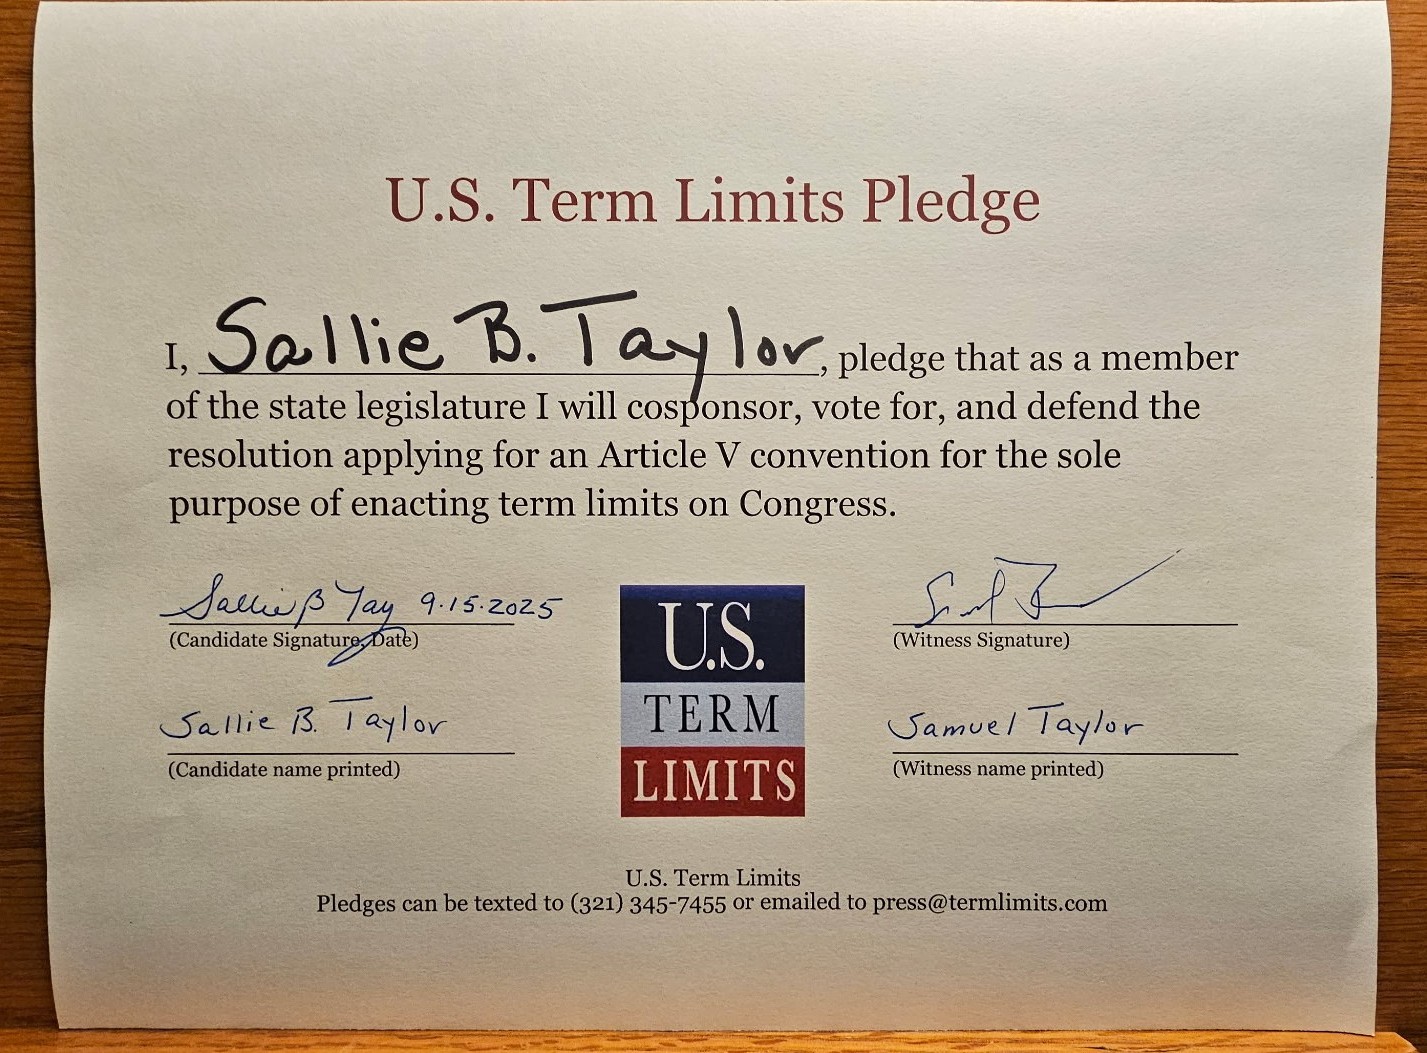 U.S. Term Limits Pledge
I, Sallie B. Taylor, pledge that as a member
of the state legislature I will cosponsor, vote for, and defend the
resolution applying for an Article V convention for the sole
purpose of enacting term limits on Congress.
Sallie B Tay 9.15.2025
(Candidate Signature, Date)
(Witness Signature)
Sallie B. Taylor
(Candidate name printed)
Samuel Taylor
(Witness name printed)
U.S.
TERM
LIMITS
U.S. Term Limits
Pledges can be texted to (321) 345-7455 or emailed to press@termlimits.com